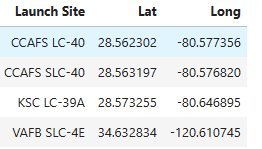 Launch Site Lat Long
CCAFS LC-40 28.562302 -80.577356
CCAFS SLC-40 28.563197 -80.576820
KSC LC-39A 28.573255 -80.646895
VAFB SLC-4E 34.632834 -120.610745